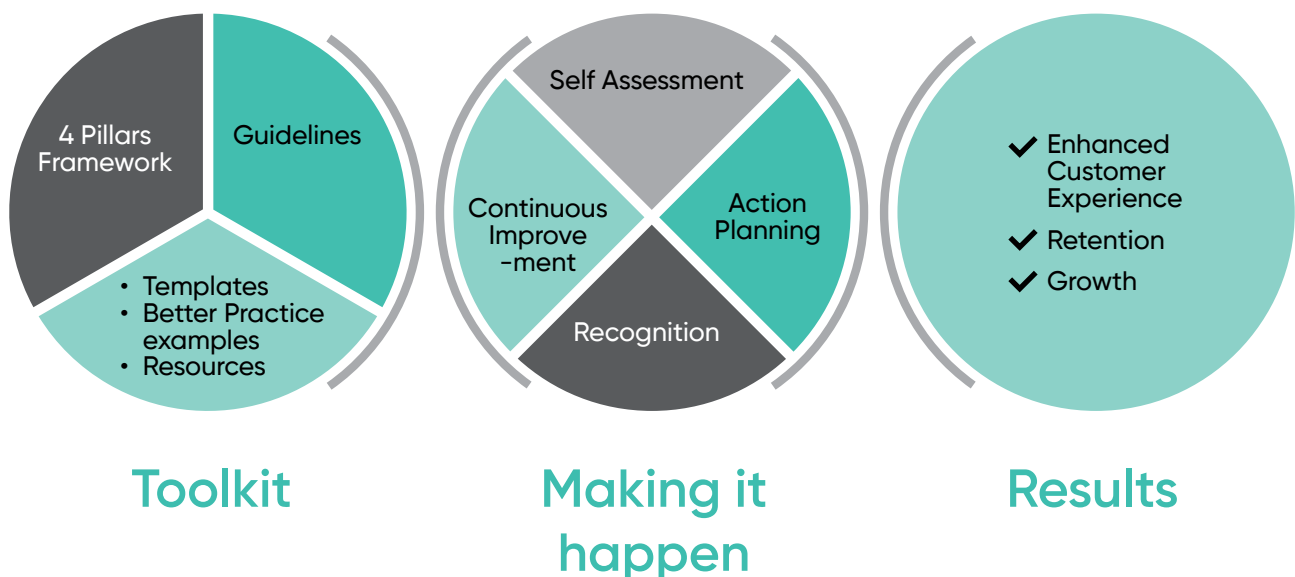 4 Pillars
Framework
Guidelines
• Templates
• Better Practice
examples
• Resources
Toolkit
Self Assessment
Continuous
Improve
-ment
Action
Planning
Recognition
Making it
happen
✓ Enhanced
Customer
Experience
✓ Retention
✓ Growth
Results